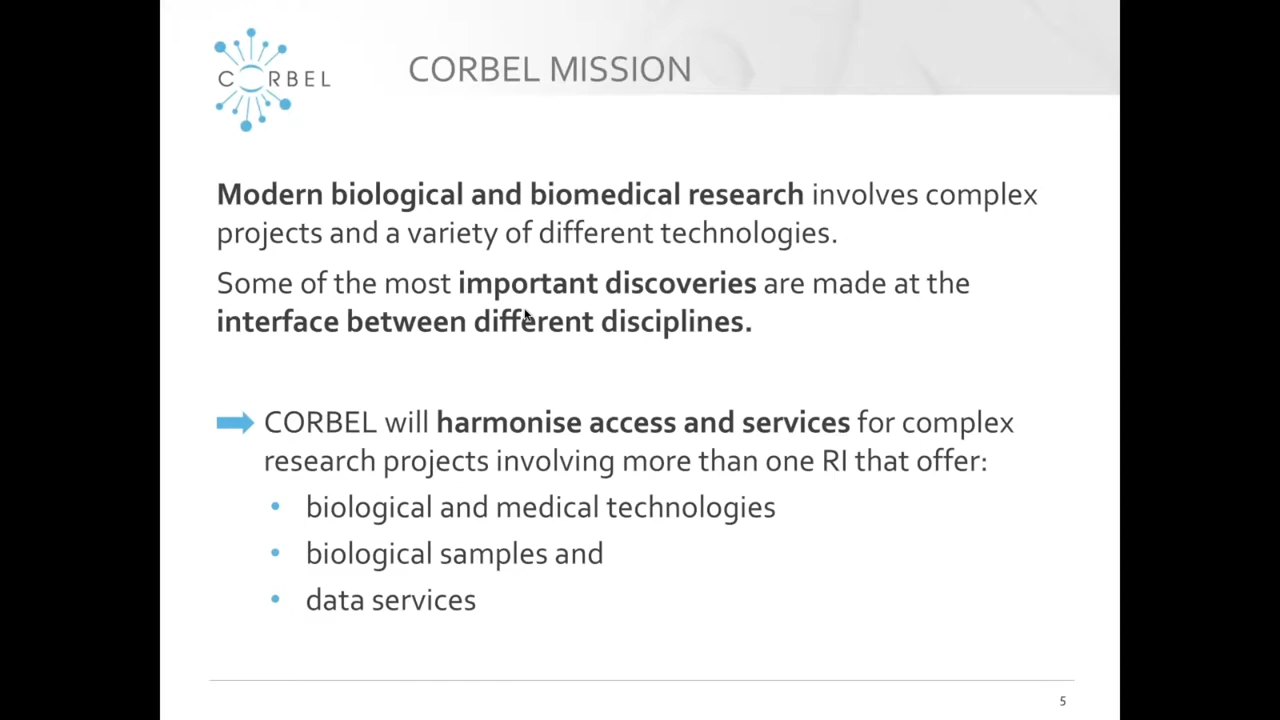 CORBEL
CORBEL MISSION
Modern biological and biomedical research involves complex
projects and a variety of different technologies.
Some of the most important discoveries are made at the
interface between different disciplines.
CORBEL will harmonise access and services for complex
research projects involving more than one RI that offer:
• biological and medical technologies
• biological samples and
• data services
5